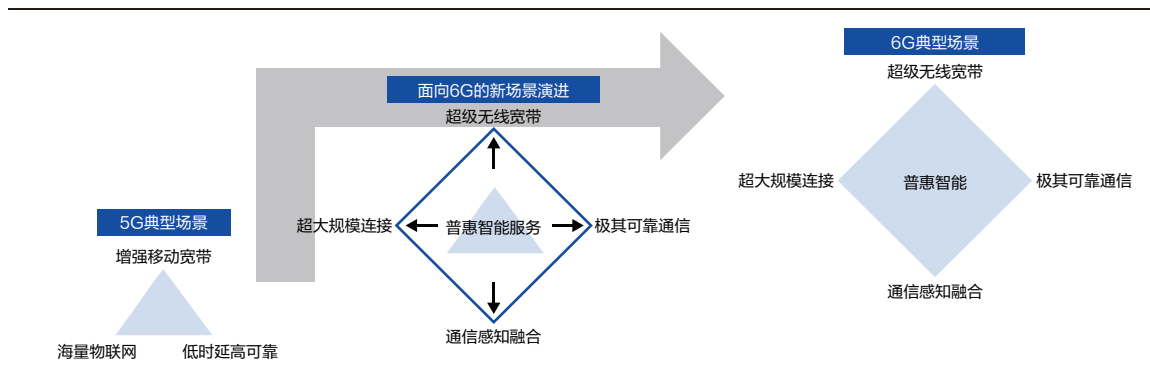 5G典型场景
增强移动宽带
海量物联网
低时延高可靠
面向6G的新场景演进
超级无线宽带
超大规模连接
普惠智能服务
极其可靠通信
通信感知融合
6G典型场景
超级无线宽带
超大规模连接
普惠智能
极其可靠通信
通信感知融合